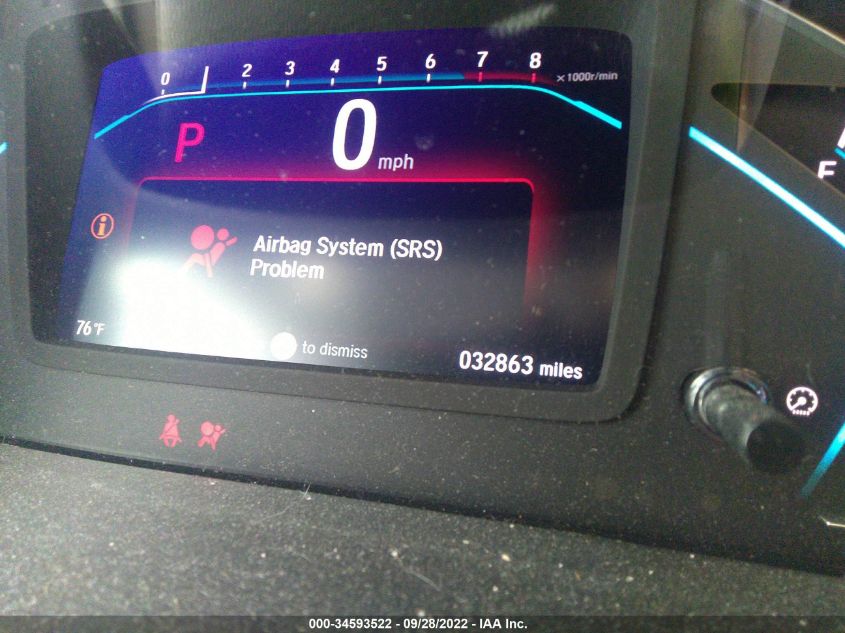 0 2 3 4 5 6 7 8 x1000r/min
P 0 mph
i
Airbag System (SRS)
Problem
76°F
to dismiss
032863 miles
F
000-34593522 - 09/28/2022 - IAA Inc.